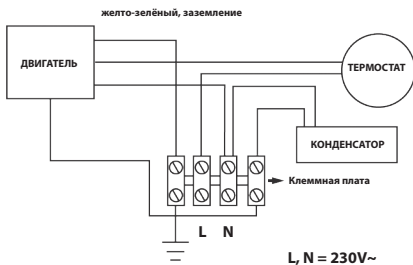 желто-зелёный, заземление
ДВИГАТЕЛЬ
ТЕРМОСТАТ
КОНДЕНСАТОР
Клеммная плата
L N
L, N = 230V~